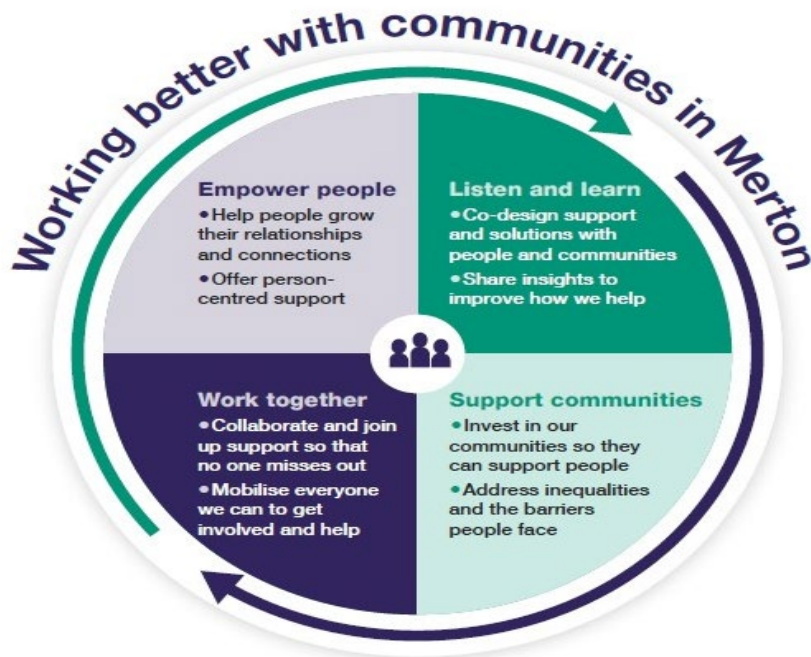 Working better with communities in Merton
Empower people
•Help people grow
their relationships
and connections
•Offer person-
centred support
Listen and learn
•Co-design support
and solutions with
people and communities
•Share insights to
improve how we help
Work together
•Collaborate and join
up support so that
no one misses out
•Mobilise everyone
we can to get
involved and help
Support communities
•Invest in our
communities so they
can support people
•Address inequalities
and the barriers
people face